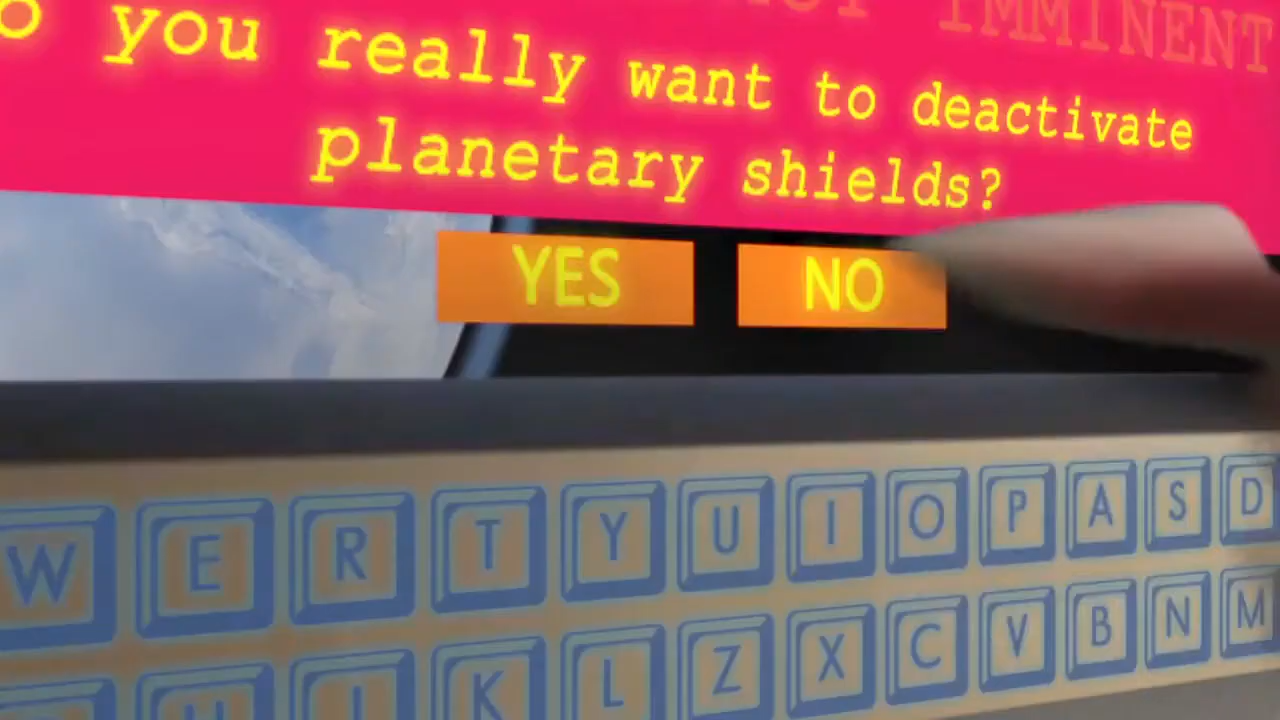 IMMINENT
you really want to deactivate
planetary shields?
YES NO
W E R T Y U I O P A S D
K L Z X C V B N M